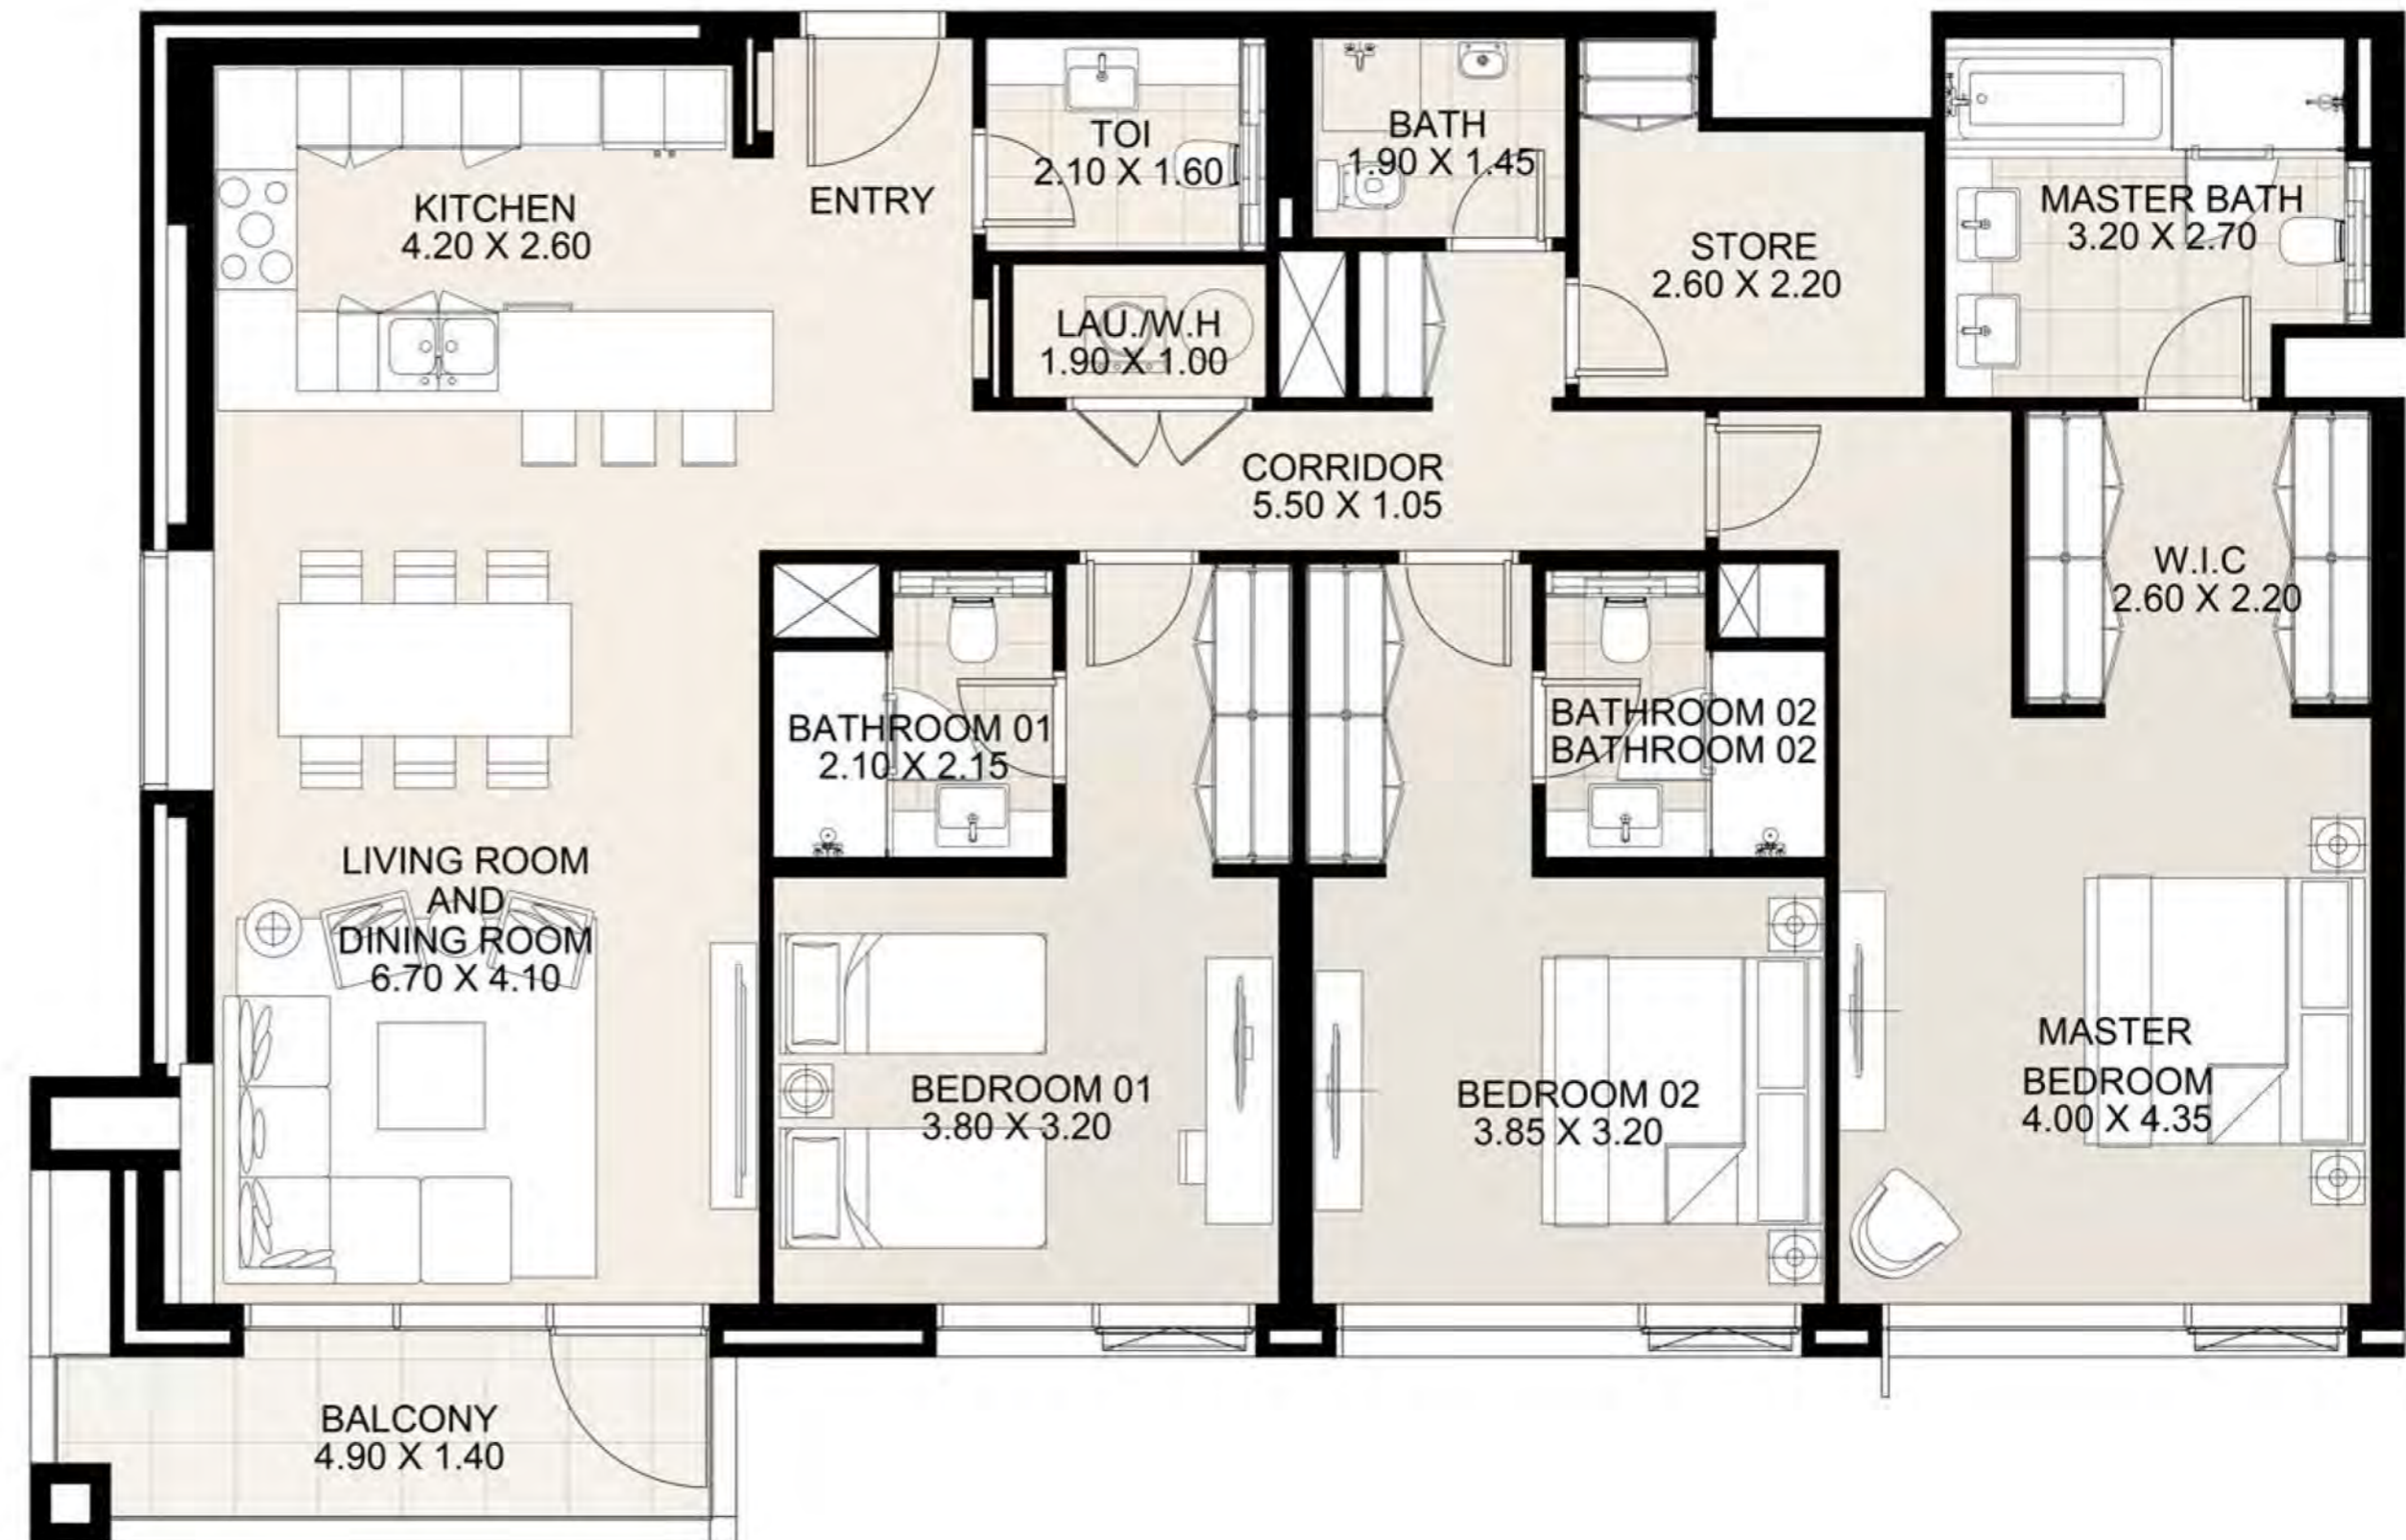 TOI
2.10 X 1.60
BATH
1.90 X 1.45
KITCHEN
4.20 X 2.60
ENTRY
MASTER BATH
3.20 X 2.70
STORE
2.60 X 2.20
LAU./W.H
1.90 X 1.00
CORRIDOR
5.50 X 1.05
W.I.C
2.60 X 2.20
BATHROOM 01
2.10 X 2.15
BATHROOM 02
BATHROOM 02
LIVING ROOM
AND
DINING ROOM
6.70 X 4.10
BEDROOM 01
3.80 X 3.20
BEDROOM 02
3.85 X 3.20
MASTER
BEDROOM
4.00 X 4.35
BALCONY
4.90 X 1.40